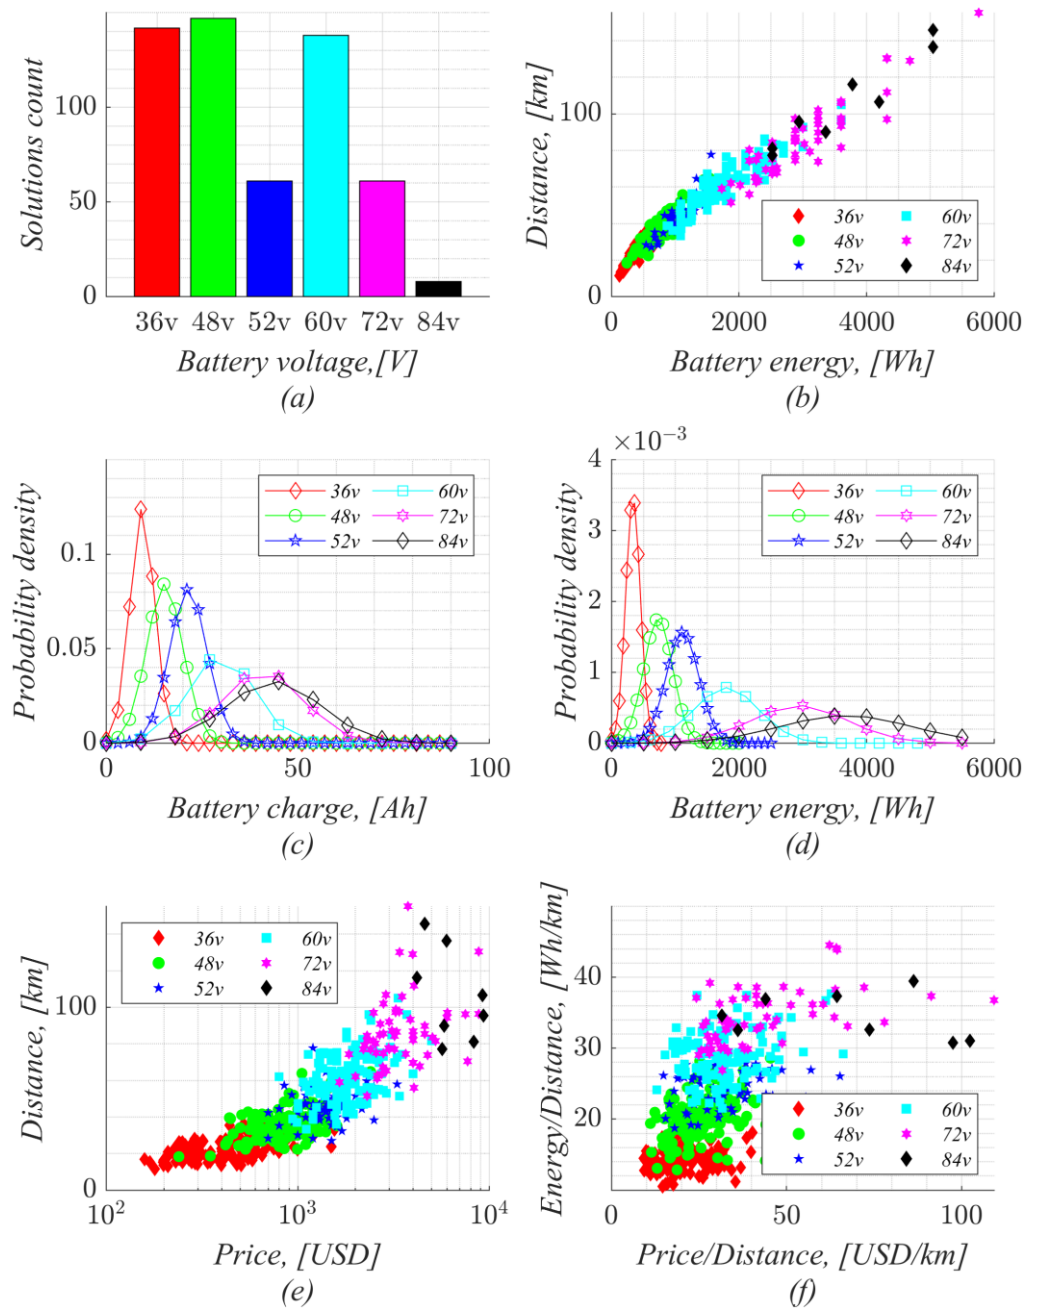 Solutions count
100
50
0
36v 48v 52v 60v 72v 84v
Battery voltage,[V]
(a)
Distance, [km]
100
0
36v 60v
48v 72v
52v 84v
0 2000 4000 6000
Battery energy, [Wh]
(b)
Probability density
0.1
0.05
0
36v 60v
48v 72v
52v 84v
0 50 100
Battery charge, [Ah]
(c)
×10⁻³
Probability density
4
3
2
1
0
36v 60v
48v 72v
52v 84v
0 2000 4000 6000
Battery energy, [Wh]
(d)
Distance, [km]
100
0
36v 60v
48v 72v
52v 84v
10² 10³ 10⁴
Price, [USD]
(e)
Energy/Distance, [Wh/km]
40
30
20
36v 60v
48v 72v
52v 84v
0 50 100
Price/Distance, [USD/km]
(f)